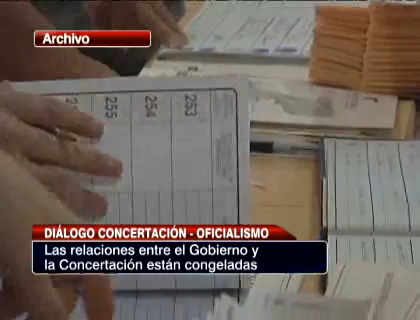 Archivo
255
254
253
DIÁLOGO CONCERTACIÓN - OFICIALISMO
Las relaciones entre el Gobierno y
la Concertación están congeladas